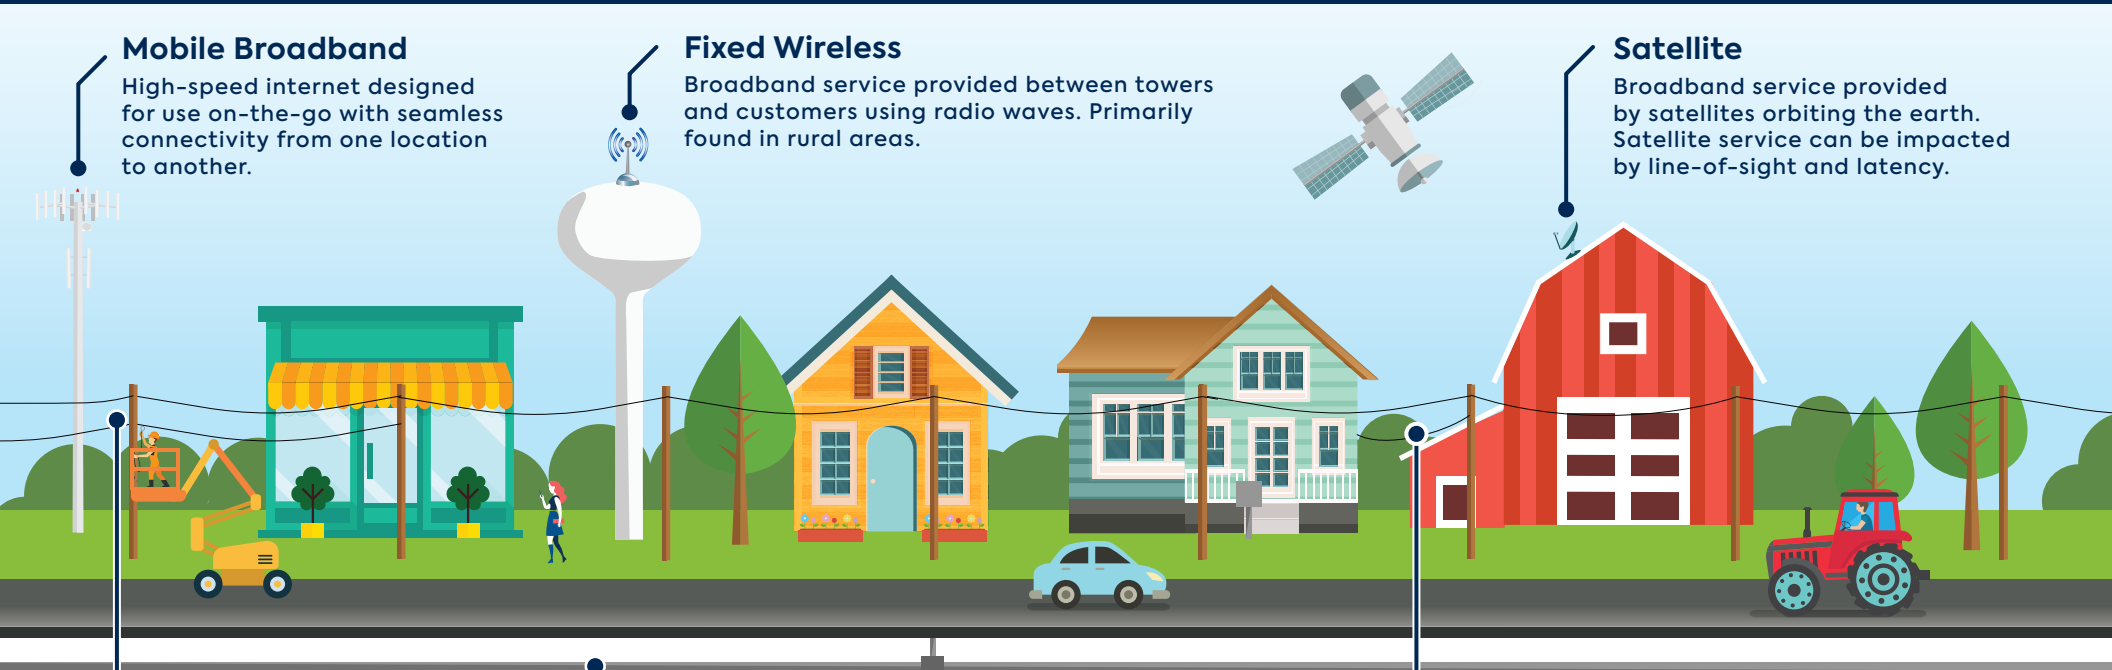 Mobile Broadband
High-speed internet designed
for use on-the-go with seamless
connectivity from one location
to another.
Fixed Wireless
Broadband service provided between towers
and customers using radio waves. Primarily
found in rural areas.
Satellite
Broadband service provided
by satellites orbiting the earth.
Satellite service can be impacted
by line-of-sight and latency.